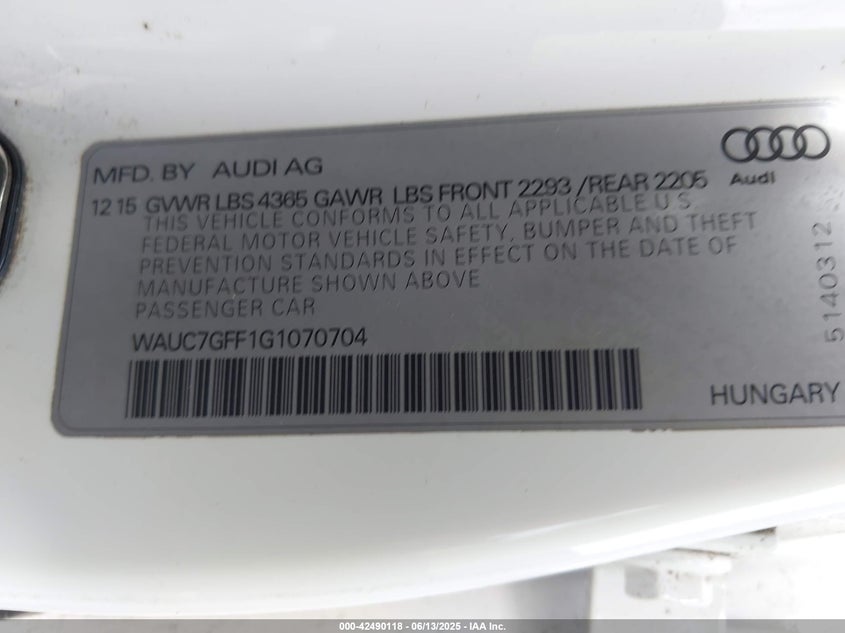 MFD. BY AUDI AG
Audi
12 15 GVWR LBS 4365 GAWR LBS FRONT 2293 /REAR 2205
THIS VEHICLE CONFORMS TO ALL APPLICABLE U.S.
FEDERAL MOTOR VEHICLE SAFETY, BUMPER AND THEFT
PREVENTION STANDARDS IN EFFECT ON THE DATE OF
MANUFACTURE SHOWN ABOVE
PASSENGER CAR
WAUC7GFF1G1070704
5140312
HUNGARY
000-42490118 - 06/13/2025 - IAA Inc.